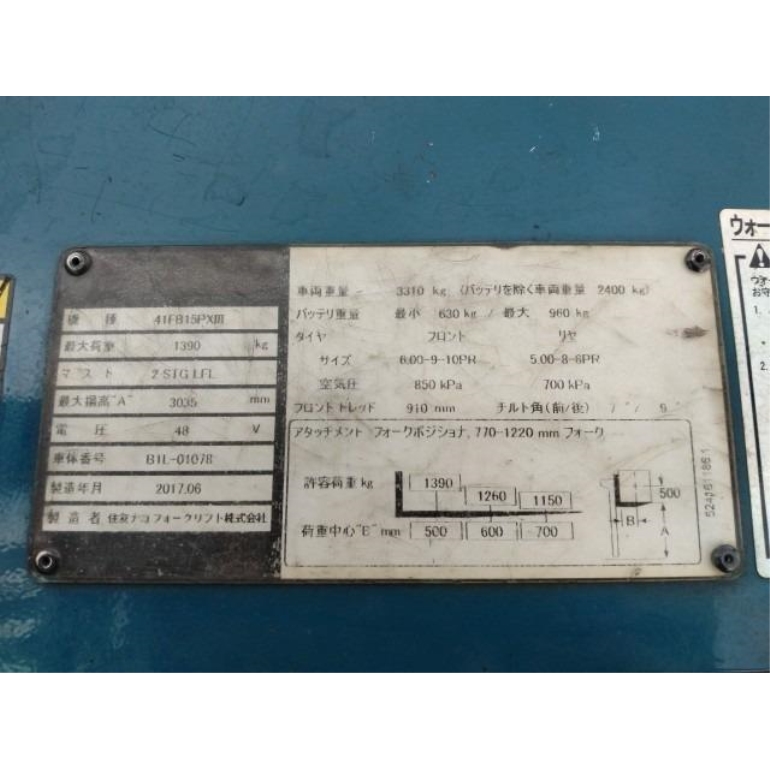 機種 41FB15PXⅢ
最大荷重 1390 kg
マスト 2-STG LFL
最大揚高"A" 3035 mm
電圧 48 V
車体番号 B1L-01078
製造年月 2017.06
製造者 住友ナコ フォークリフト株式会社
車両重量 3310 kg (バッテリを除く車両重量 2400 kg)
バッテリ重量 最小 630 kg / 最大 960 kg
タイヤ フロント リヤ
サイズ 6.00-9-10PR 5.00-8-8PR
空気圧 850 kPa 700 kPa
フロントトレッド 910 mm チルト角(前/後)
アタッチメント フォークポジショナ, 770-1220 mm フォーク
許容荷重 kg 1390 1260 1150
荷重中心"B" mm 500 600 700
500
B
A
ウォー
お守
1.
2.